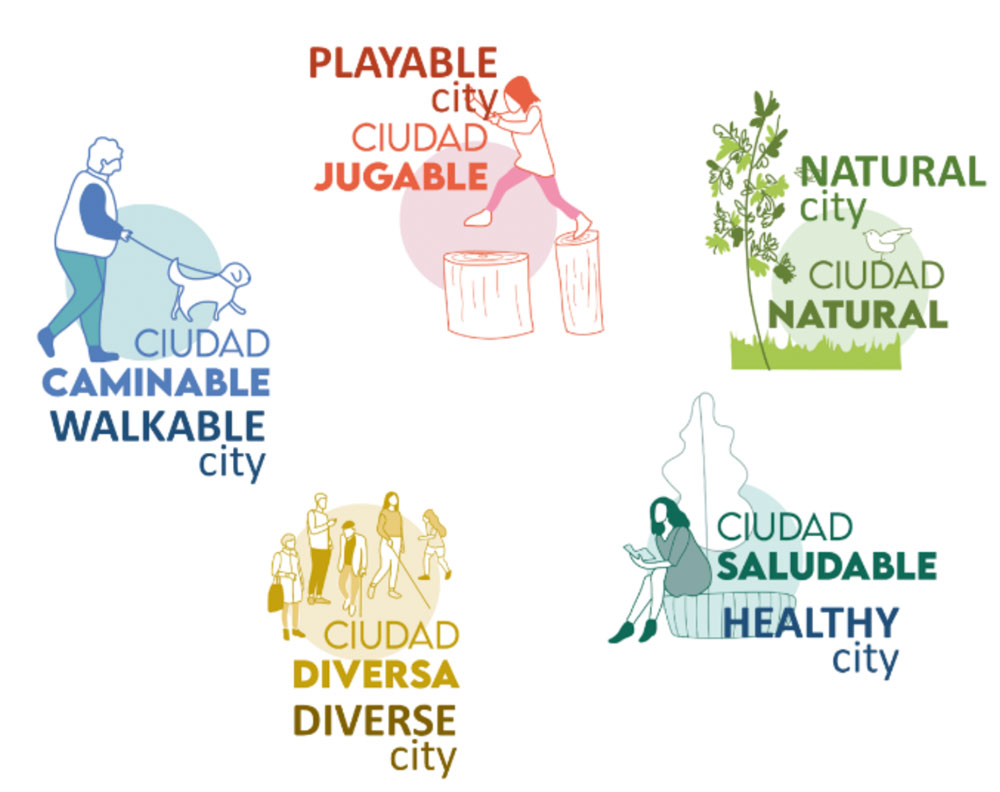 PLAYABLE
city
CIUDAD
JUGABLE
NATURAL
city
CIUDAD
NATURAL
CIUDAD
CAMINABLE
WALKABLE
city
CIUDAD
SALUDABLE
HEALTHY
city
CIUDAD
DIVERSA
DIVERSE
city